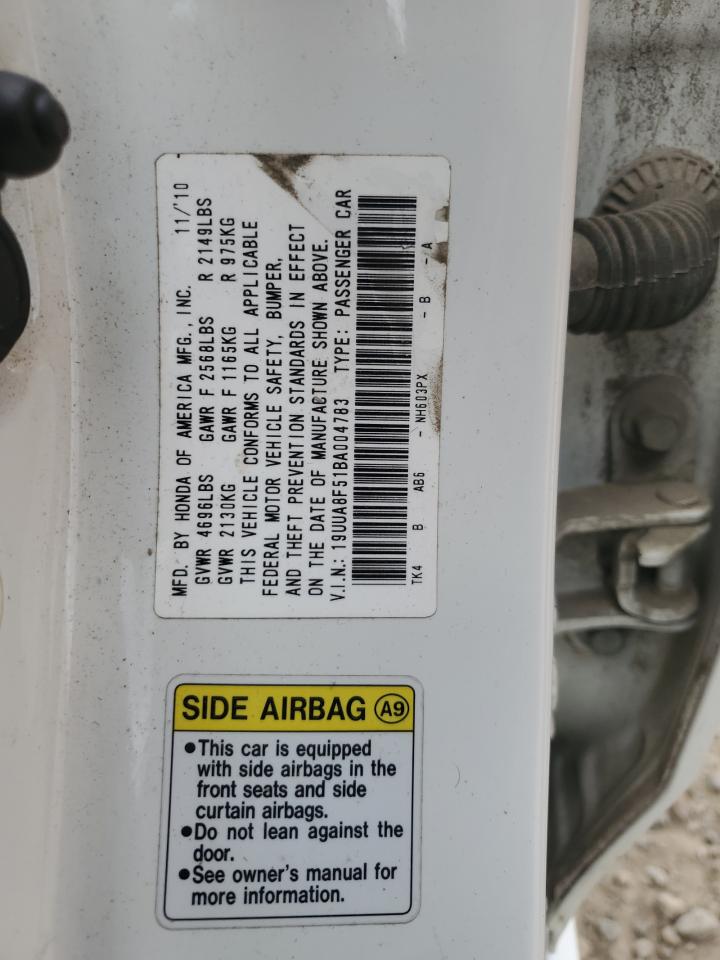 MFD. BY HONDA OF AMERICA MFG., INC. 11/'10
GVWR 4696LBS GAWR F 2568LBS R 2149LBS
GVWR 2130KG GAWR F 1165KG R 975KG
THIS VEHICLE CONFORMS TO ALL APPLICABLE
FEDERAL MOTOR VEHICLE SAFETY, BUMPER,
AND THEFT PREVENTION STANDARDS IN EFFECT
ON THE DATE OF MANUFACTURE SHOWN ABOVE.
V.I.N.: 19UUA8F51BA004783 TYPE: PASSENGER CAR
TK4 B AB6 - NH603PX - B - A
SIDE AIRBAG A9
●This car is equipped
with side airbags in the
front seats and side
curtain airbags.
●Do not lean against the
door.
●See owner's manual for
more information.